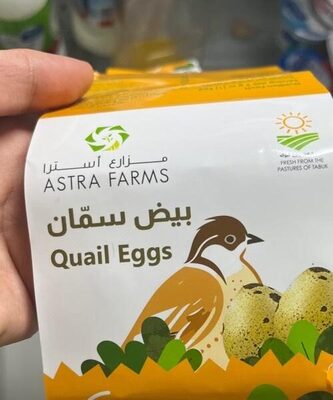 مزارع أسترا
ASTRA FARMS
FRESH FROM THE
PASTURES OF TABUK
بيض سمّان
Quail Eggs